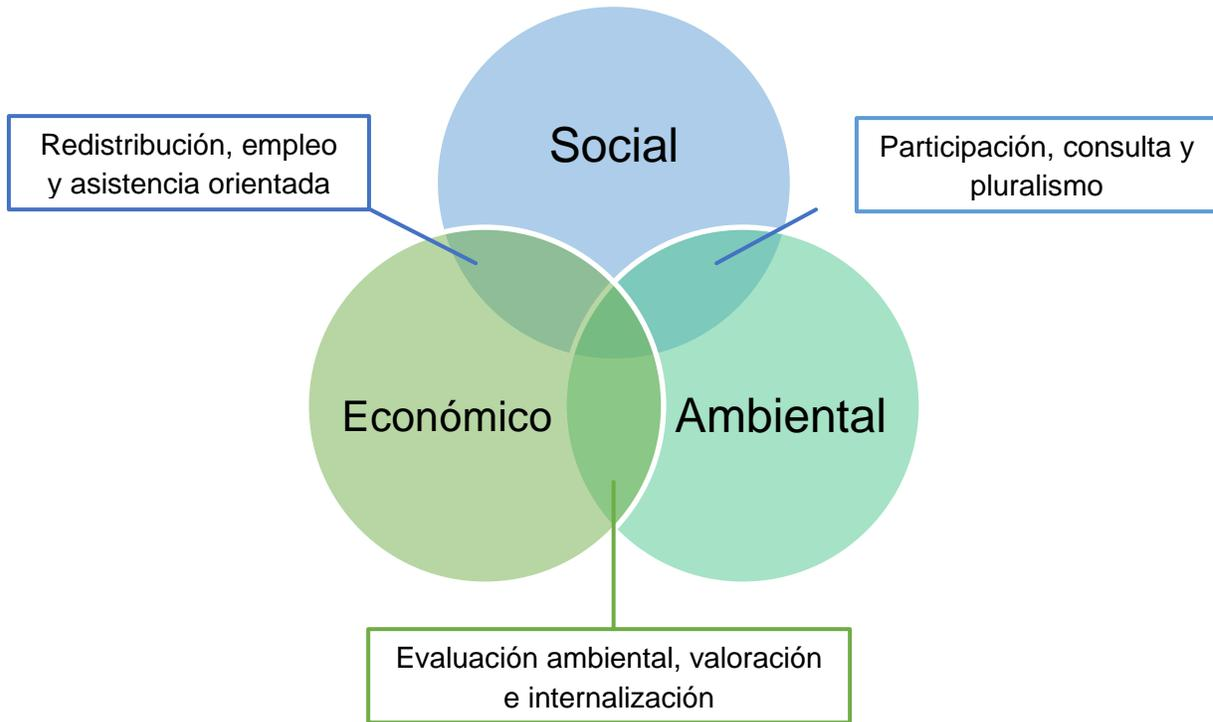 Social
Redistribución, empleo
y asistencia orientada
Participación, consulta y
pluralismo
Económico
Ambiental
Evaluación ambiental, valoración
e internalización